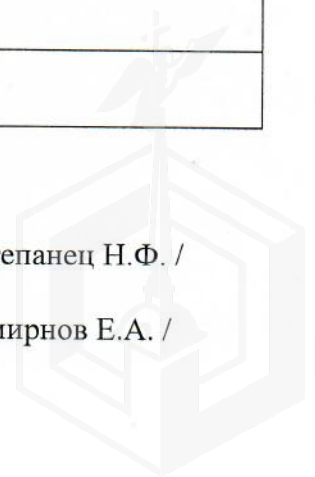 епанец Н.Ф. /
мирнов Е.А. /